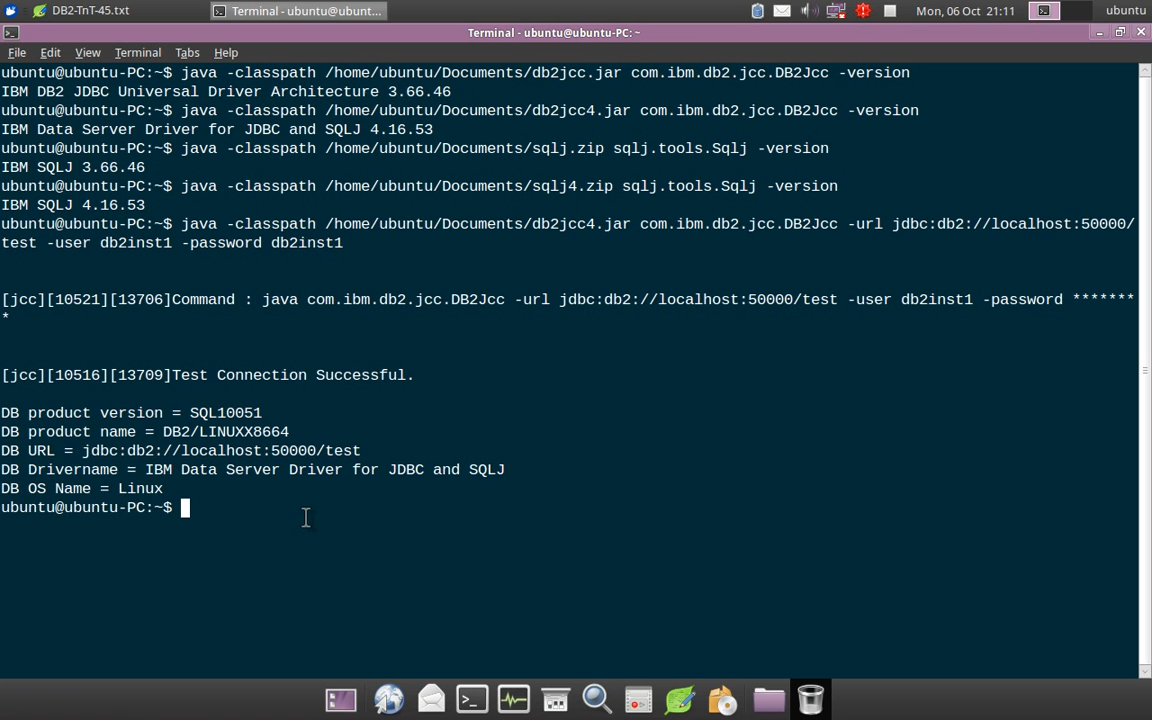 DB2-TnT-45.txt
Terminal - ubuntu@ubunt...
Mon, 06 Oct 21:11
ubuntu
Terminal - ubuntu@ubuntu-PC: ~
File Edit View Terminal Tabs Help
ubuntu@ubuntu-PC:~$ java -classpath /home/ubuntu/Documents/db2jcc.jar com.ibm.db2.jcc.DB2Jcc -version
IBM DB2 JDBC Universal Driver Architecture 3.66.46
ubuntu@ubuntu-PC:~$ java -classpath /home/ubuntu/Documents/db2jcc4.jar com.ibm.db2.jcc.DB2Jcc -version
IBM Data Server Driver for JDBC and SQLJ 4.16.53
ubuntu@ubuntu-PC:~$ java -classpath /home/ubuntu/Documents/sqlj.zip sqlj.tools.Sqlj -version
IBM SQLJ 3.66.46
ubuntu@ubuntu-PC:~$ java -classpath /home/ubuntu/Documents/sqlj4.zip sqlj.tools.Sqlj -version
IBM SQLJ 4.16.53
ubuntu@ubuntu-PC:~$ java -classpath /home/ubuntu/Documents/db2jcc4.jar com.ibm.db2.jcc.DB2Jcc -url jdbc:db2://localhost:50000/
test -user db2inst1 -password db2inst1
[jcc][10521][13706]Command : java com.ibm.db2.jcc.DB2Jcc -url jdbc:db2://localhost:50000/test -user db2inst1 -password *******
*
[jcc][10516][13709]Test Connection Successful.
DB product version = SQL10051
DB product name = DB2/LINUXX8664
DB URL = jdbc:db2://localhost:50000/test
DB Drivername = IBM Data Server Driver for JDBC and SQLJ
DB OS Name = Linux
ubuntu@ubuntu-PC:~$